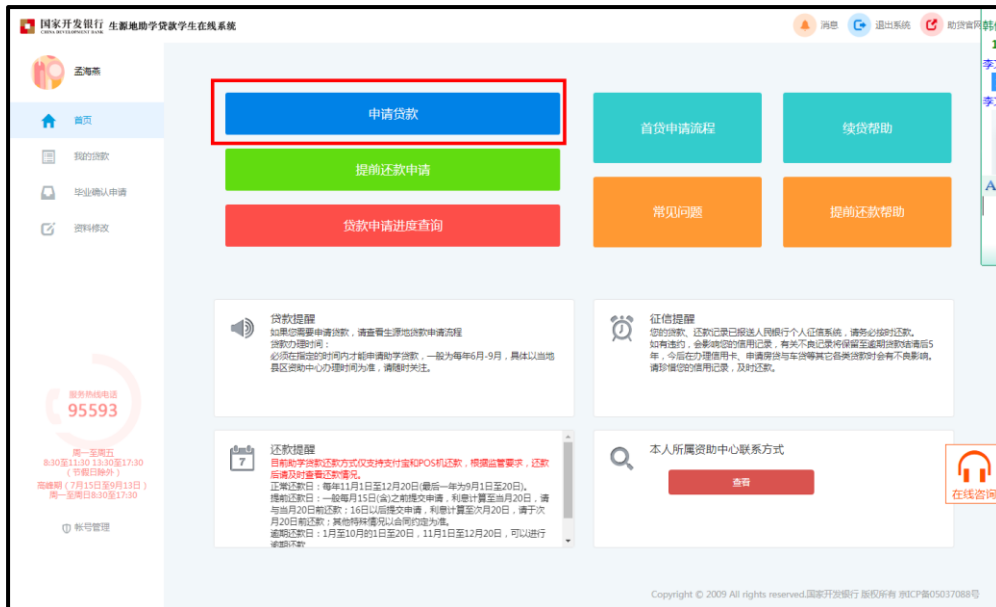 国家开发银行 生源地助学贷款学生在线系统
CHINA DEVELOPMENT BANK
消息
退出系统
助贷官网
孟海燕
首页
我的贷款
毕业确认申请
资料修改
服务热线电话
95593
周一至周五
8:30至11:30 13:30至17:30
(节假日除外)
高峰期(7月15日至9月13日)
周一至周日8:30至17:30
帐号管理
申请贷款
提前还款申请
贷款申请进度查询
首贷申请流程
续贷帮助
常见问题
提前还款帮助
贷款提醒
如果您需要申请贷款,请查看生源地贷款申请流程
贷款办理时间:
必须在指定的时间内才能申请助学贷款,一般为每年6月-9月,具体以当地
县区资助中心办理时间为准,请随时关注。
征信提醒
您的贷款、还款记录已报送人民银行个人征信系统,请务必按时还款。
如有违约,会影响您的信用记录,有关不良记录将保留至逾期贷款结清后5
年,今后在办理信用卡、申请房贷与车贷等其它各类贷款时会有不良影响。
请珍惜您的信用记录,及时还款。
7
还款提醒
目前助学贷款还款方式仅支持支付宝和POS机还款,根据监管要求,还款
后请及时查看还款情况。
正常还款日:每年11月1日至12月20日(最后一年为9月1日至20日)。
提前还款日:一般每月15日(含)之前提交申请,利息计算至当月20日,请
与当月20日前还款;16日以后提交申请,利息计算至次月20日,请于次
月20日前还款;其他特殊情况以合同约定为准。
逾期还款日:1月至10月的1日至20日,11月1日至12月20日,可以进行
逾期还款
本人所属资助中心联系方式
查看
在线咨询
Copyright © 2009 All rights reserved.国家开发银行 版权所有 京ICP备05037088号